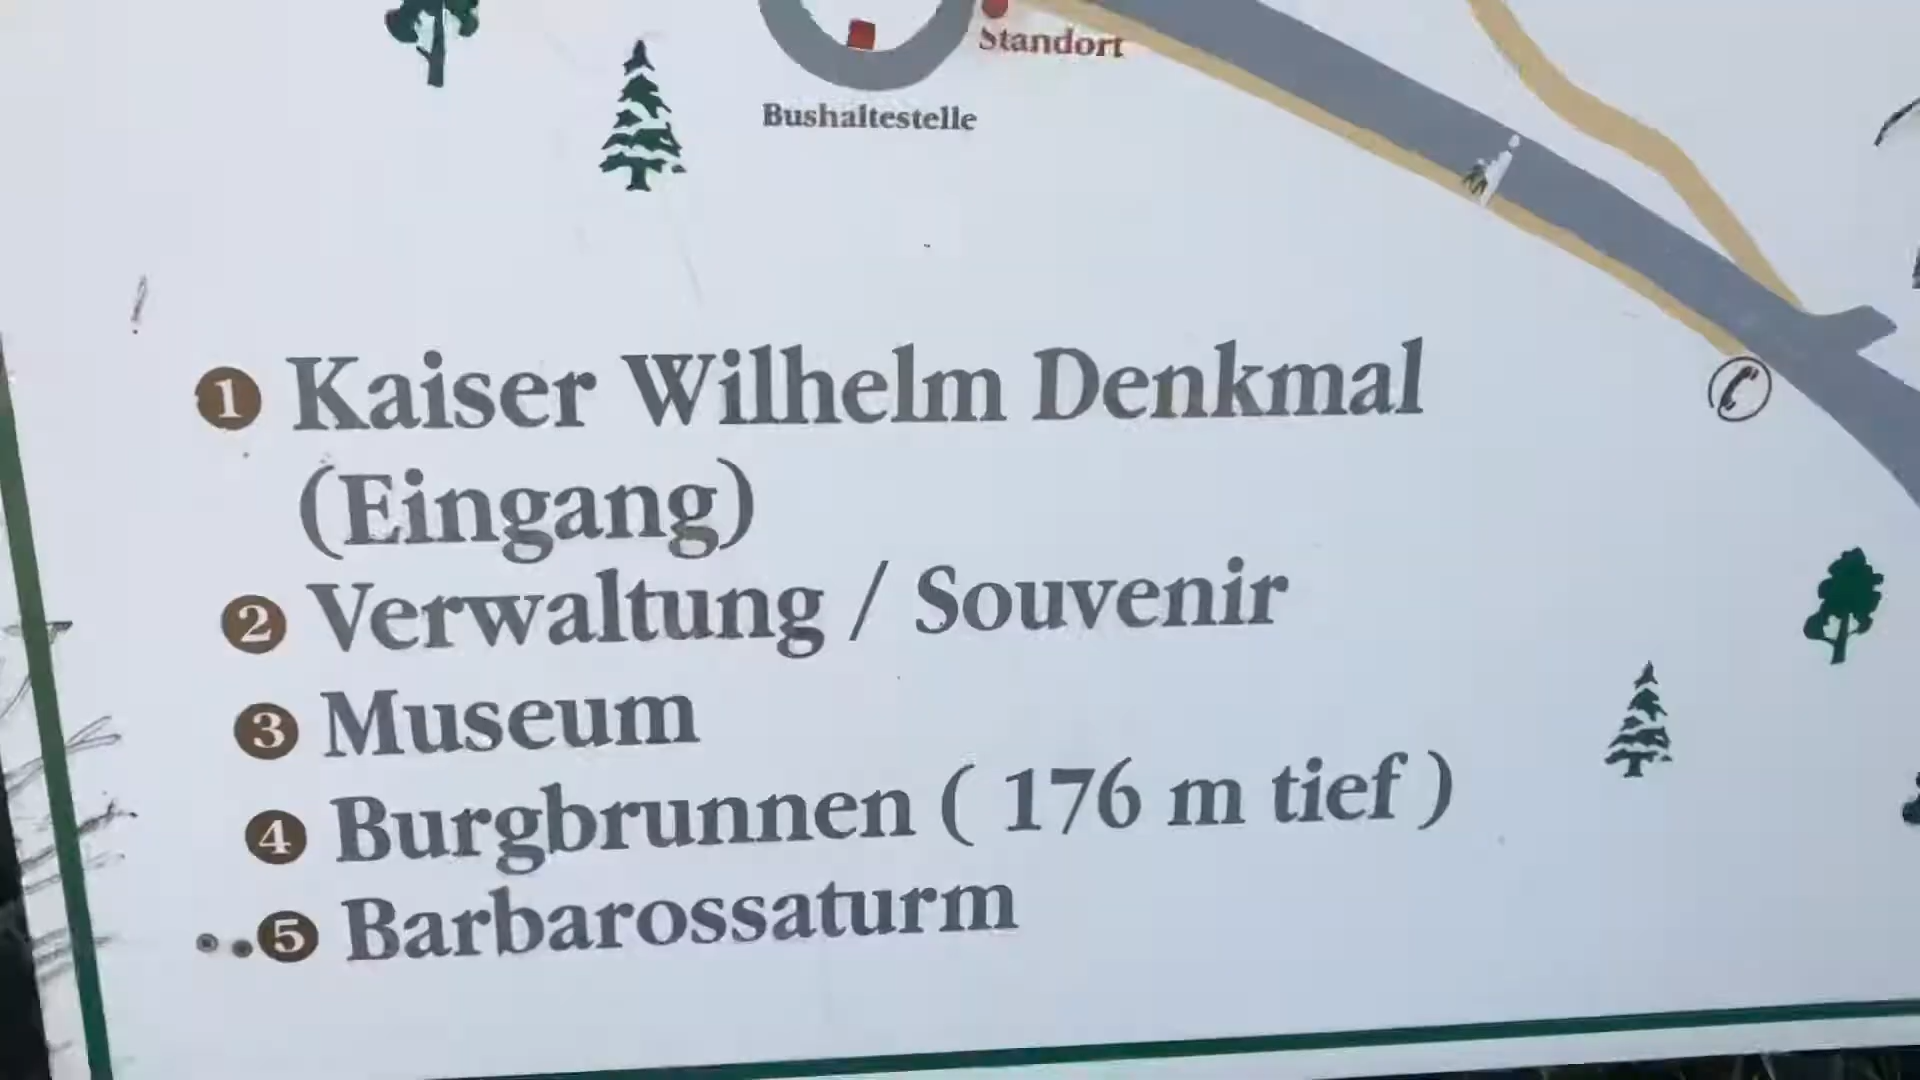 Standort
Bushaltestelle
1 Kaiser Wilhelm Denkmal
(Eingang)
2 Verwaltung / Souvenir
3 Museum
4 Burgbrunnen ( 176 m tief )
5 Barbarossaturm